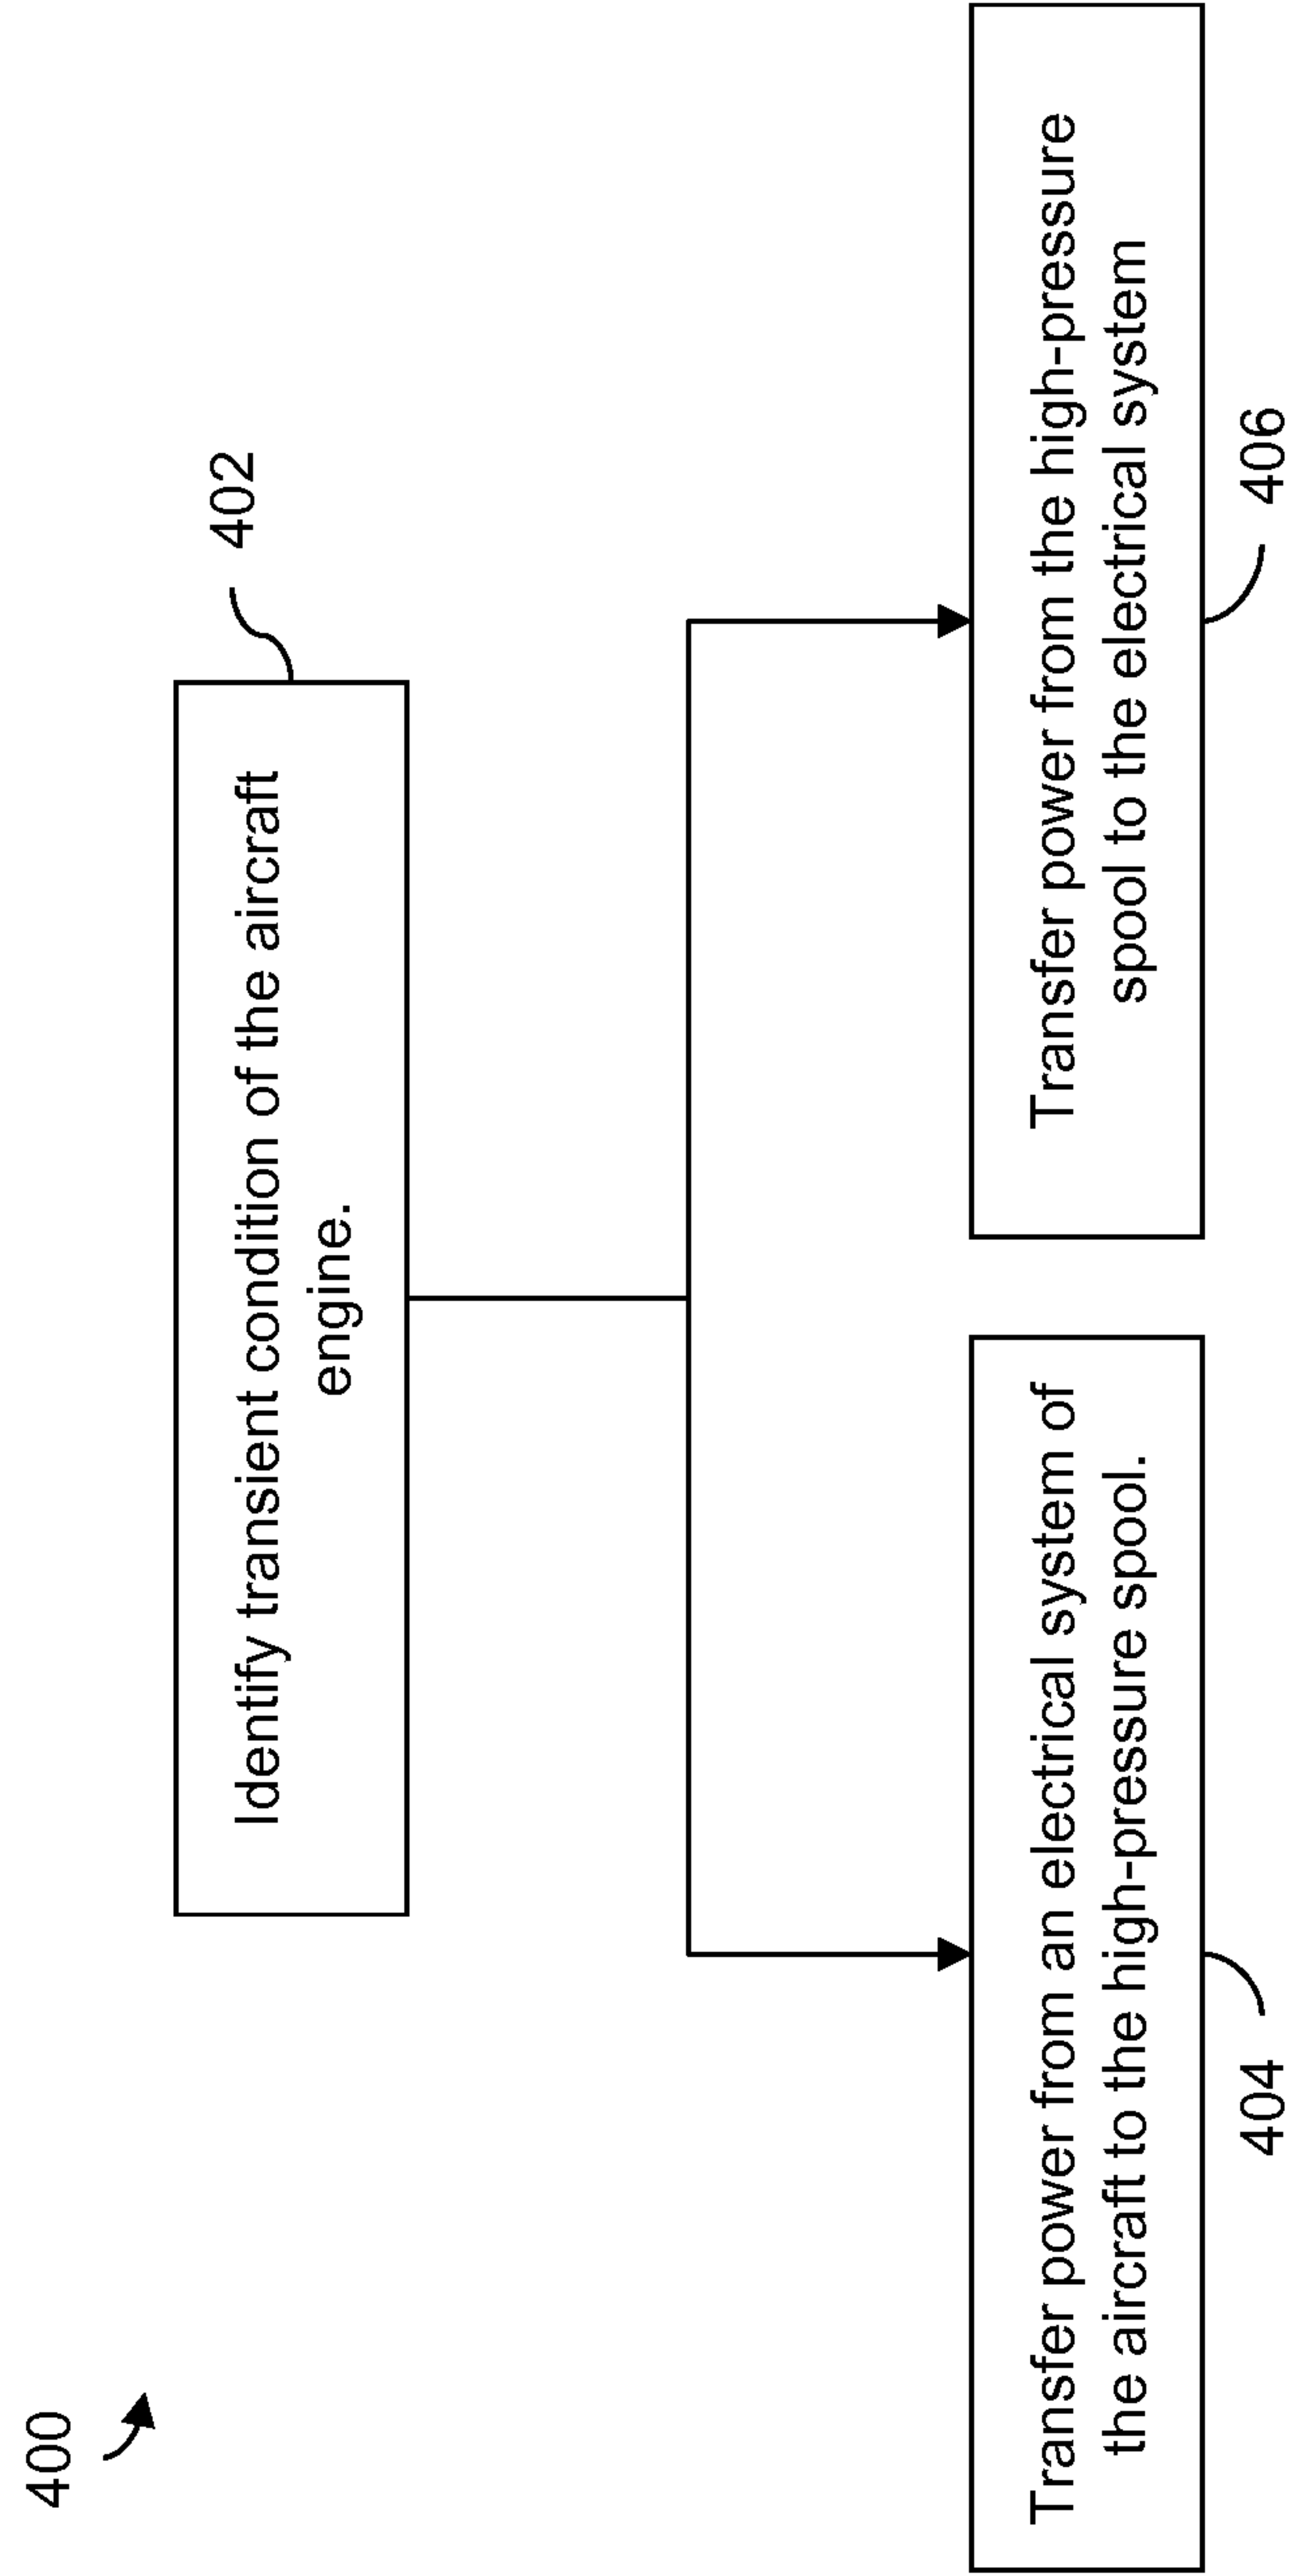 400
Identify transient condition of the aircraft
engine.
402
Transfer power from an electrical system of
the aircraft to the high-pressure spool.
404
Transfer power from the high-pressure
spool to the electrical system
406